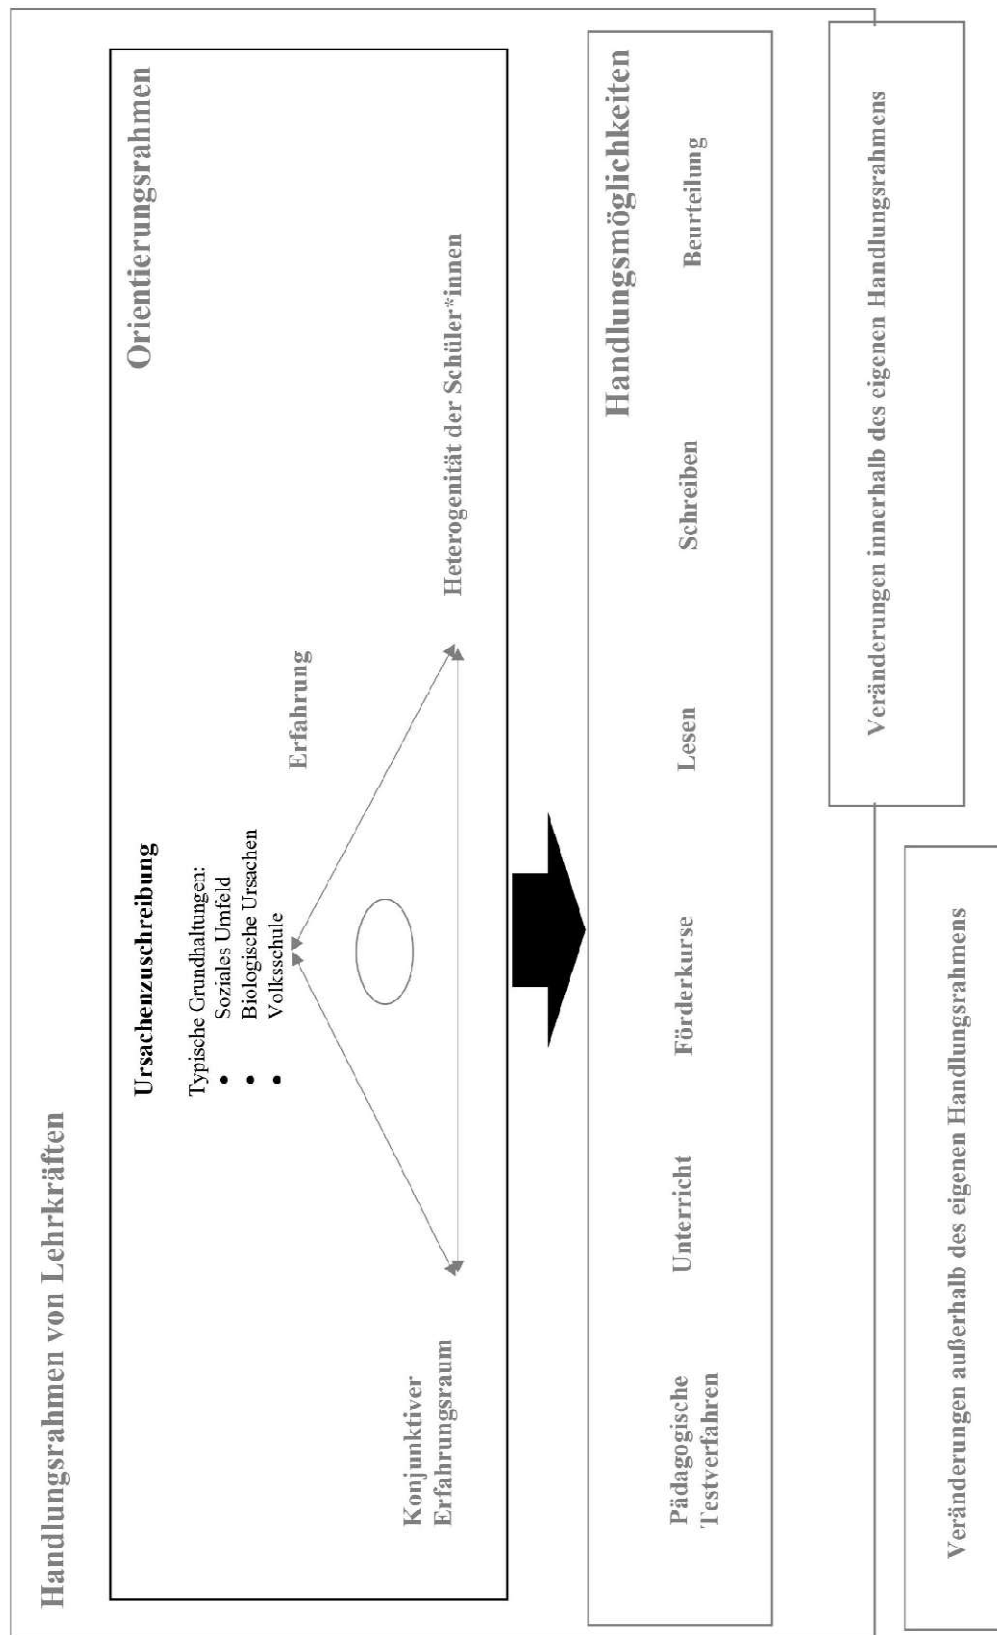 Handlungsrahmen von Lehrkräften
Orientierungsrahmen
Ursachenzuschreibung
Typische Grundhaltungen:
• Soziales Umfeld
• Biologische Ursachen
• Volksschule
Erfahrung
Konjunktiver
Erfahrungsraum
Heterogenität der Schüler*innen
Handlungsmöglichkeiten
Pädagogische
Testverfahren
Unterricht
Förderkurse
Lesen
Schreiben
Beurteilung
Veränderungen innerhalb des eigenen Handlungsrahmens
Veränderungen außerhalb des eigenen Handlungsrahmens